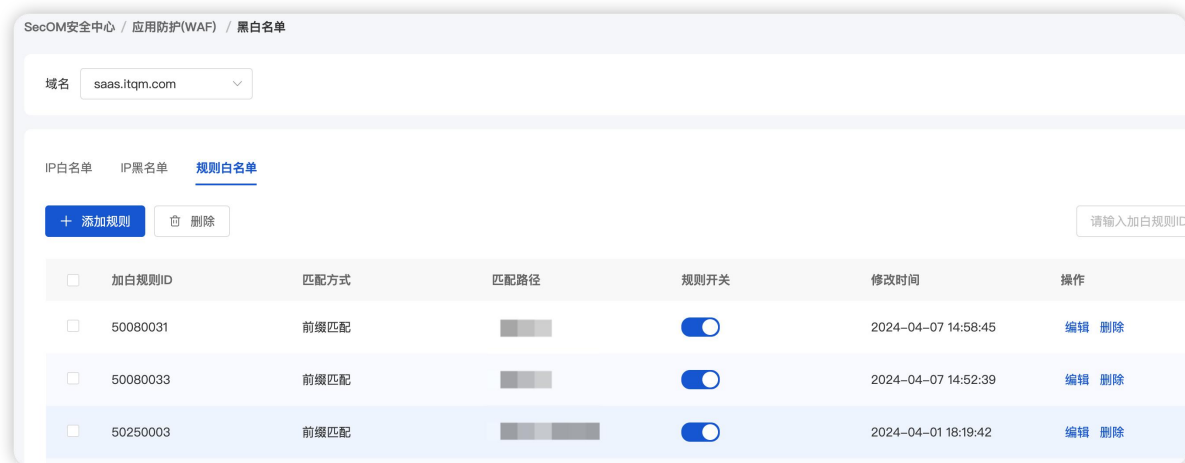 SecOM安全中心 / 应用防护(WAF) / 黑白名单
域名 saas.itqm.com
IP白名单 IP黑名单 规则白名单
+ 添加规则 删除 请输入加白规则ID
加白规则ID 匹配方式 匹配路径 规则开关 修改时间 操作
50080031 前缀匹配 2024-04-07 14:58:45 编辑 删除
50080033 前缀匹配 2024-04-07 14:52:39 编辑 删除
50250003 前缀匹配 2024-04-01 18:19:42 编辑 删除